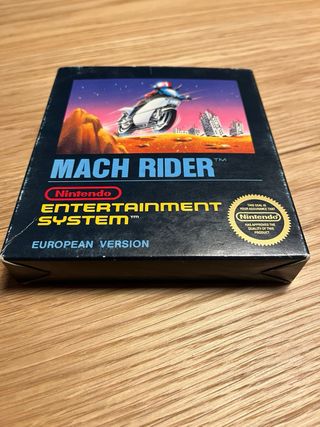 MACH RIDER™
Nintendo
ENTERTAINMENT
SYSTEM™
EUROPEAN VERSION
THIS SEAL IS
YOUR ASSURANCE THAT
Nintendo
HAS APPROVED THE
QUALITY OF THIS
PRODUCT.